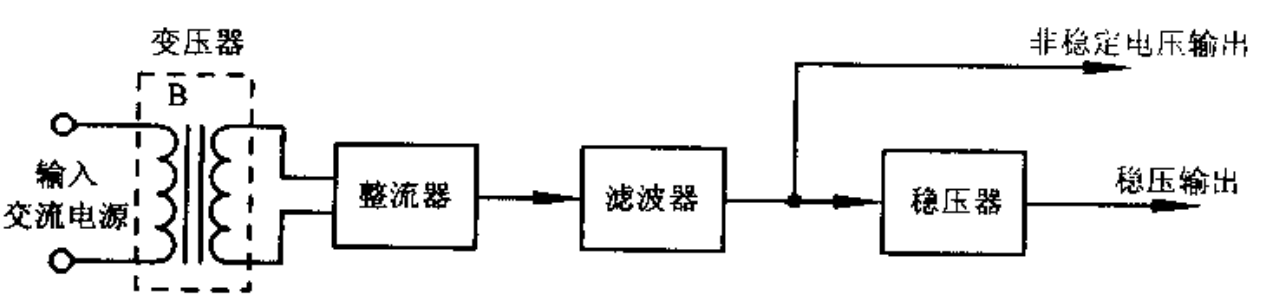 变压器
B
非稳定电压输出
输入
交流电源
整流器
滤波器
稳压器
稳压输出